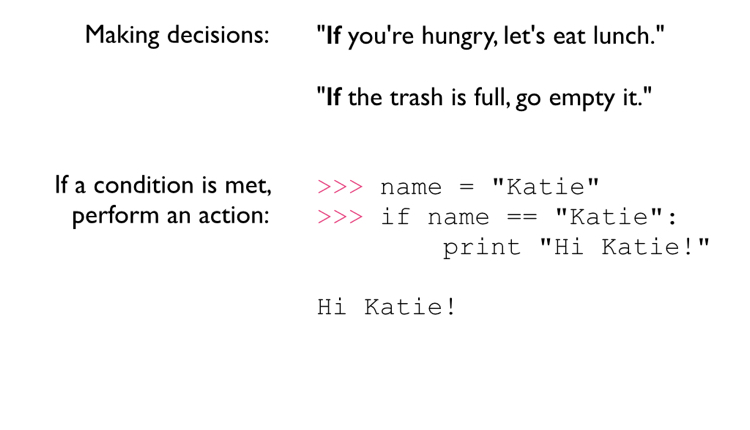 Making decisions: "If you're hungry, let's eat lunch."
"If the trash is full, go empty it."
If a condition is met,
perform an action:
>>> name = "Katie"
>>> if name == "Katie":
print "Hi Katie!"
Hi Katie!